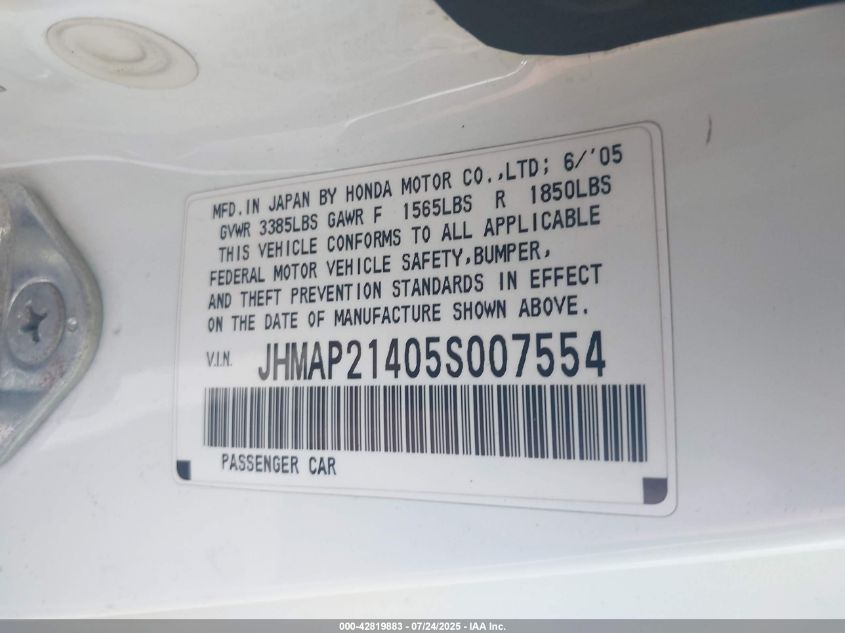 MFD. IN JAPAN BY HONDA MOTOR CO.,LTD; 6/'05
GVWR 3385LBS GAWR F 1565LBS R 1850LBS
THIS VEHICLE CONFORMS TO ALL APPLICABLE
FEDERAL MOTOR VEHICLE SAFETY,BUMPER,
AND THEFT PREVENTION STANDARDS IN EFFECT
ON THE DATE OF MANUFACTURE SHOWN ABOVE.
V.I.N. JHMAP21405S007554
PASSENGER CAR
000-42819883 - 07/24/2025 - IAA Inc.